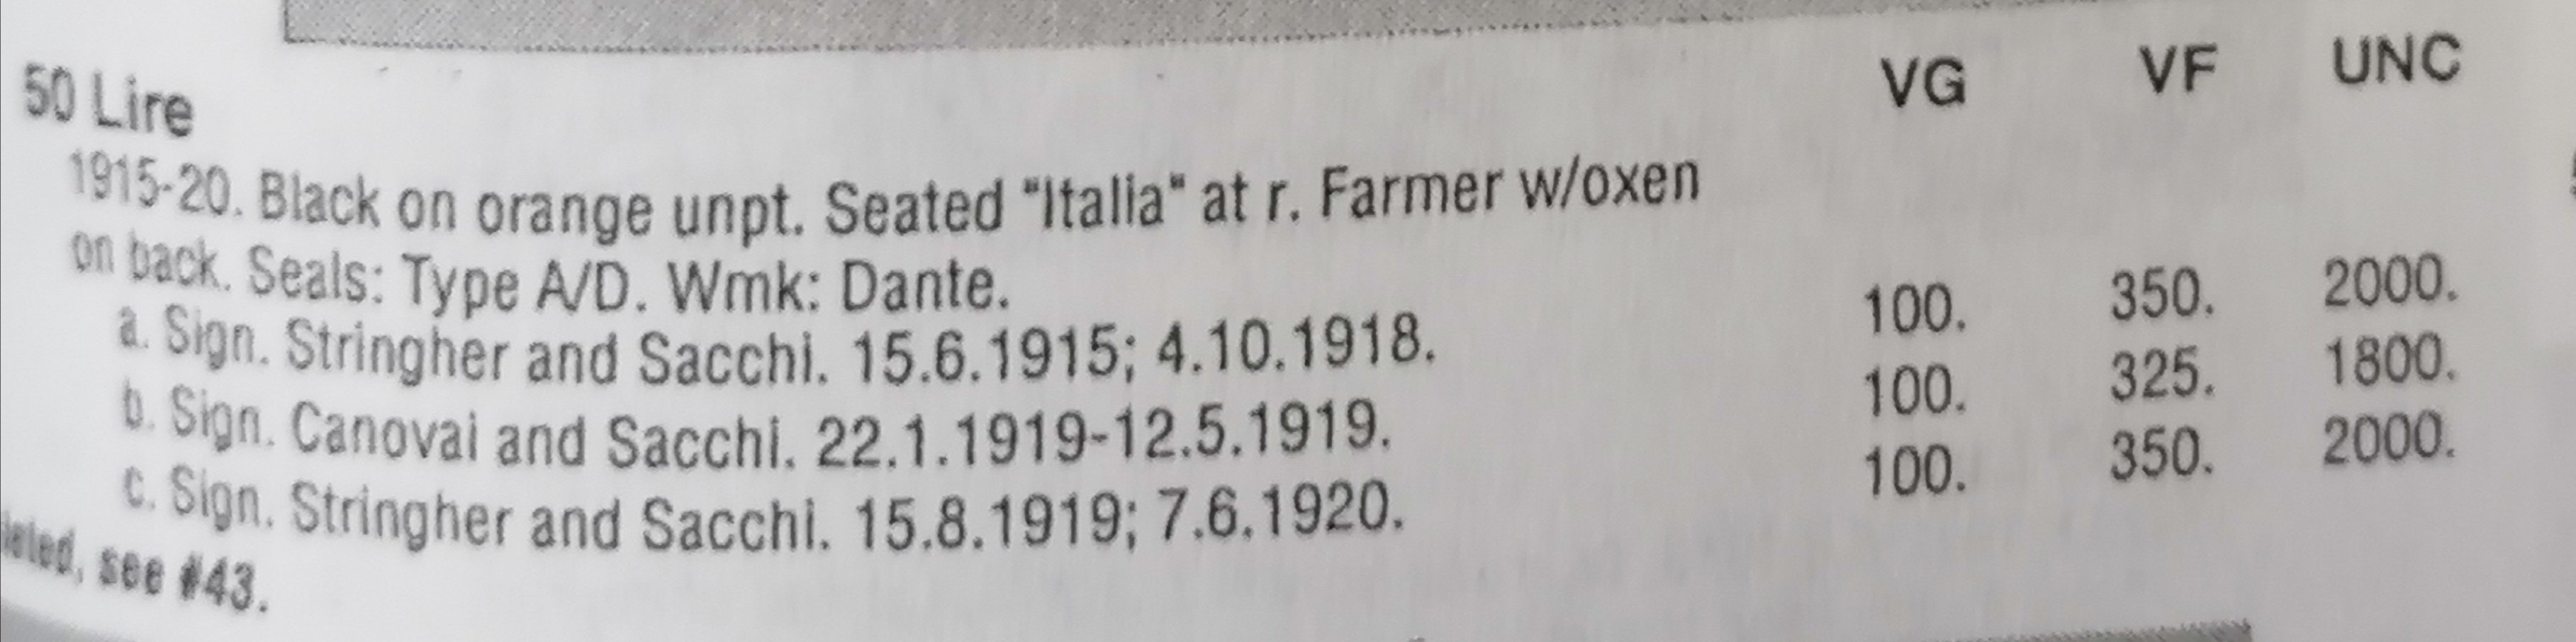 VG VF UNC
50 Lire
1915-20. Black on orange unpt. Seated "Italia" at r. Farmer w/oxen
on back. Seals: Type A/D. Wmk: Dante.
a. Sign. Stringher and Sacchi. 15.6.1915; 4.10.1918. 100. 350. 2000.
b. Sign. Canovai and Sacchi. 22.1.1919-12.5.1919. 100. 325. 1800.
c. Sign. Stringher and Sacchi. 15.8.1919; 7.6.1920. 100. 350. 2000.
see #43.